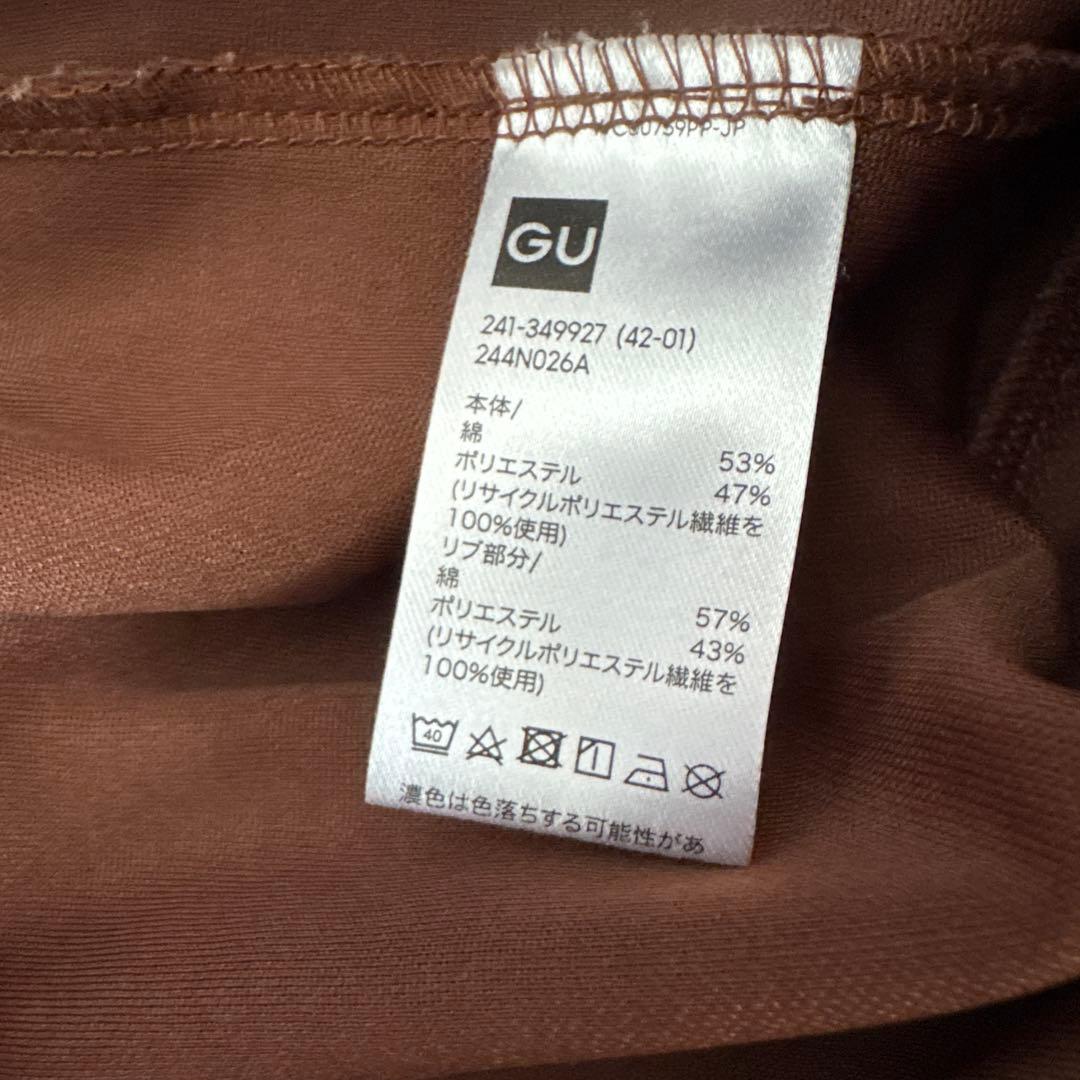 GU
241-349927 (42-01)
244N026A
本体/
綿 53%
ポリエステル 47%
(リサイクルポリエステル繊維を
100%使用)
リブ部分/
綿 57%
ポリエステル 43%
(リサイクルポリエステル繊維を
100%使用)
40
濃色は色落ちする可能性があ